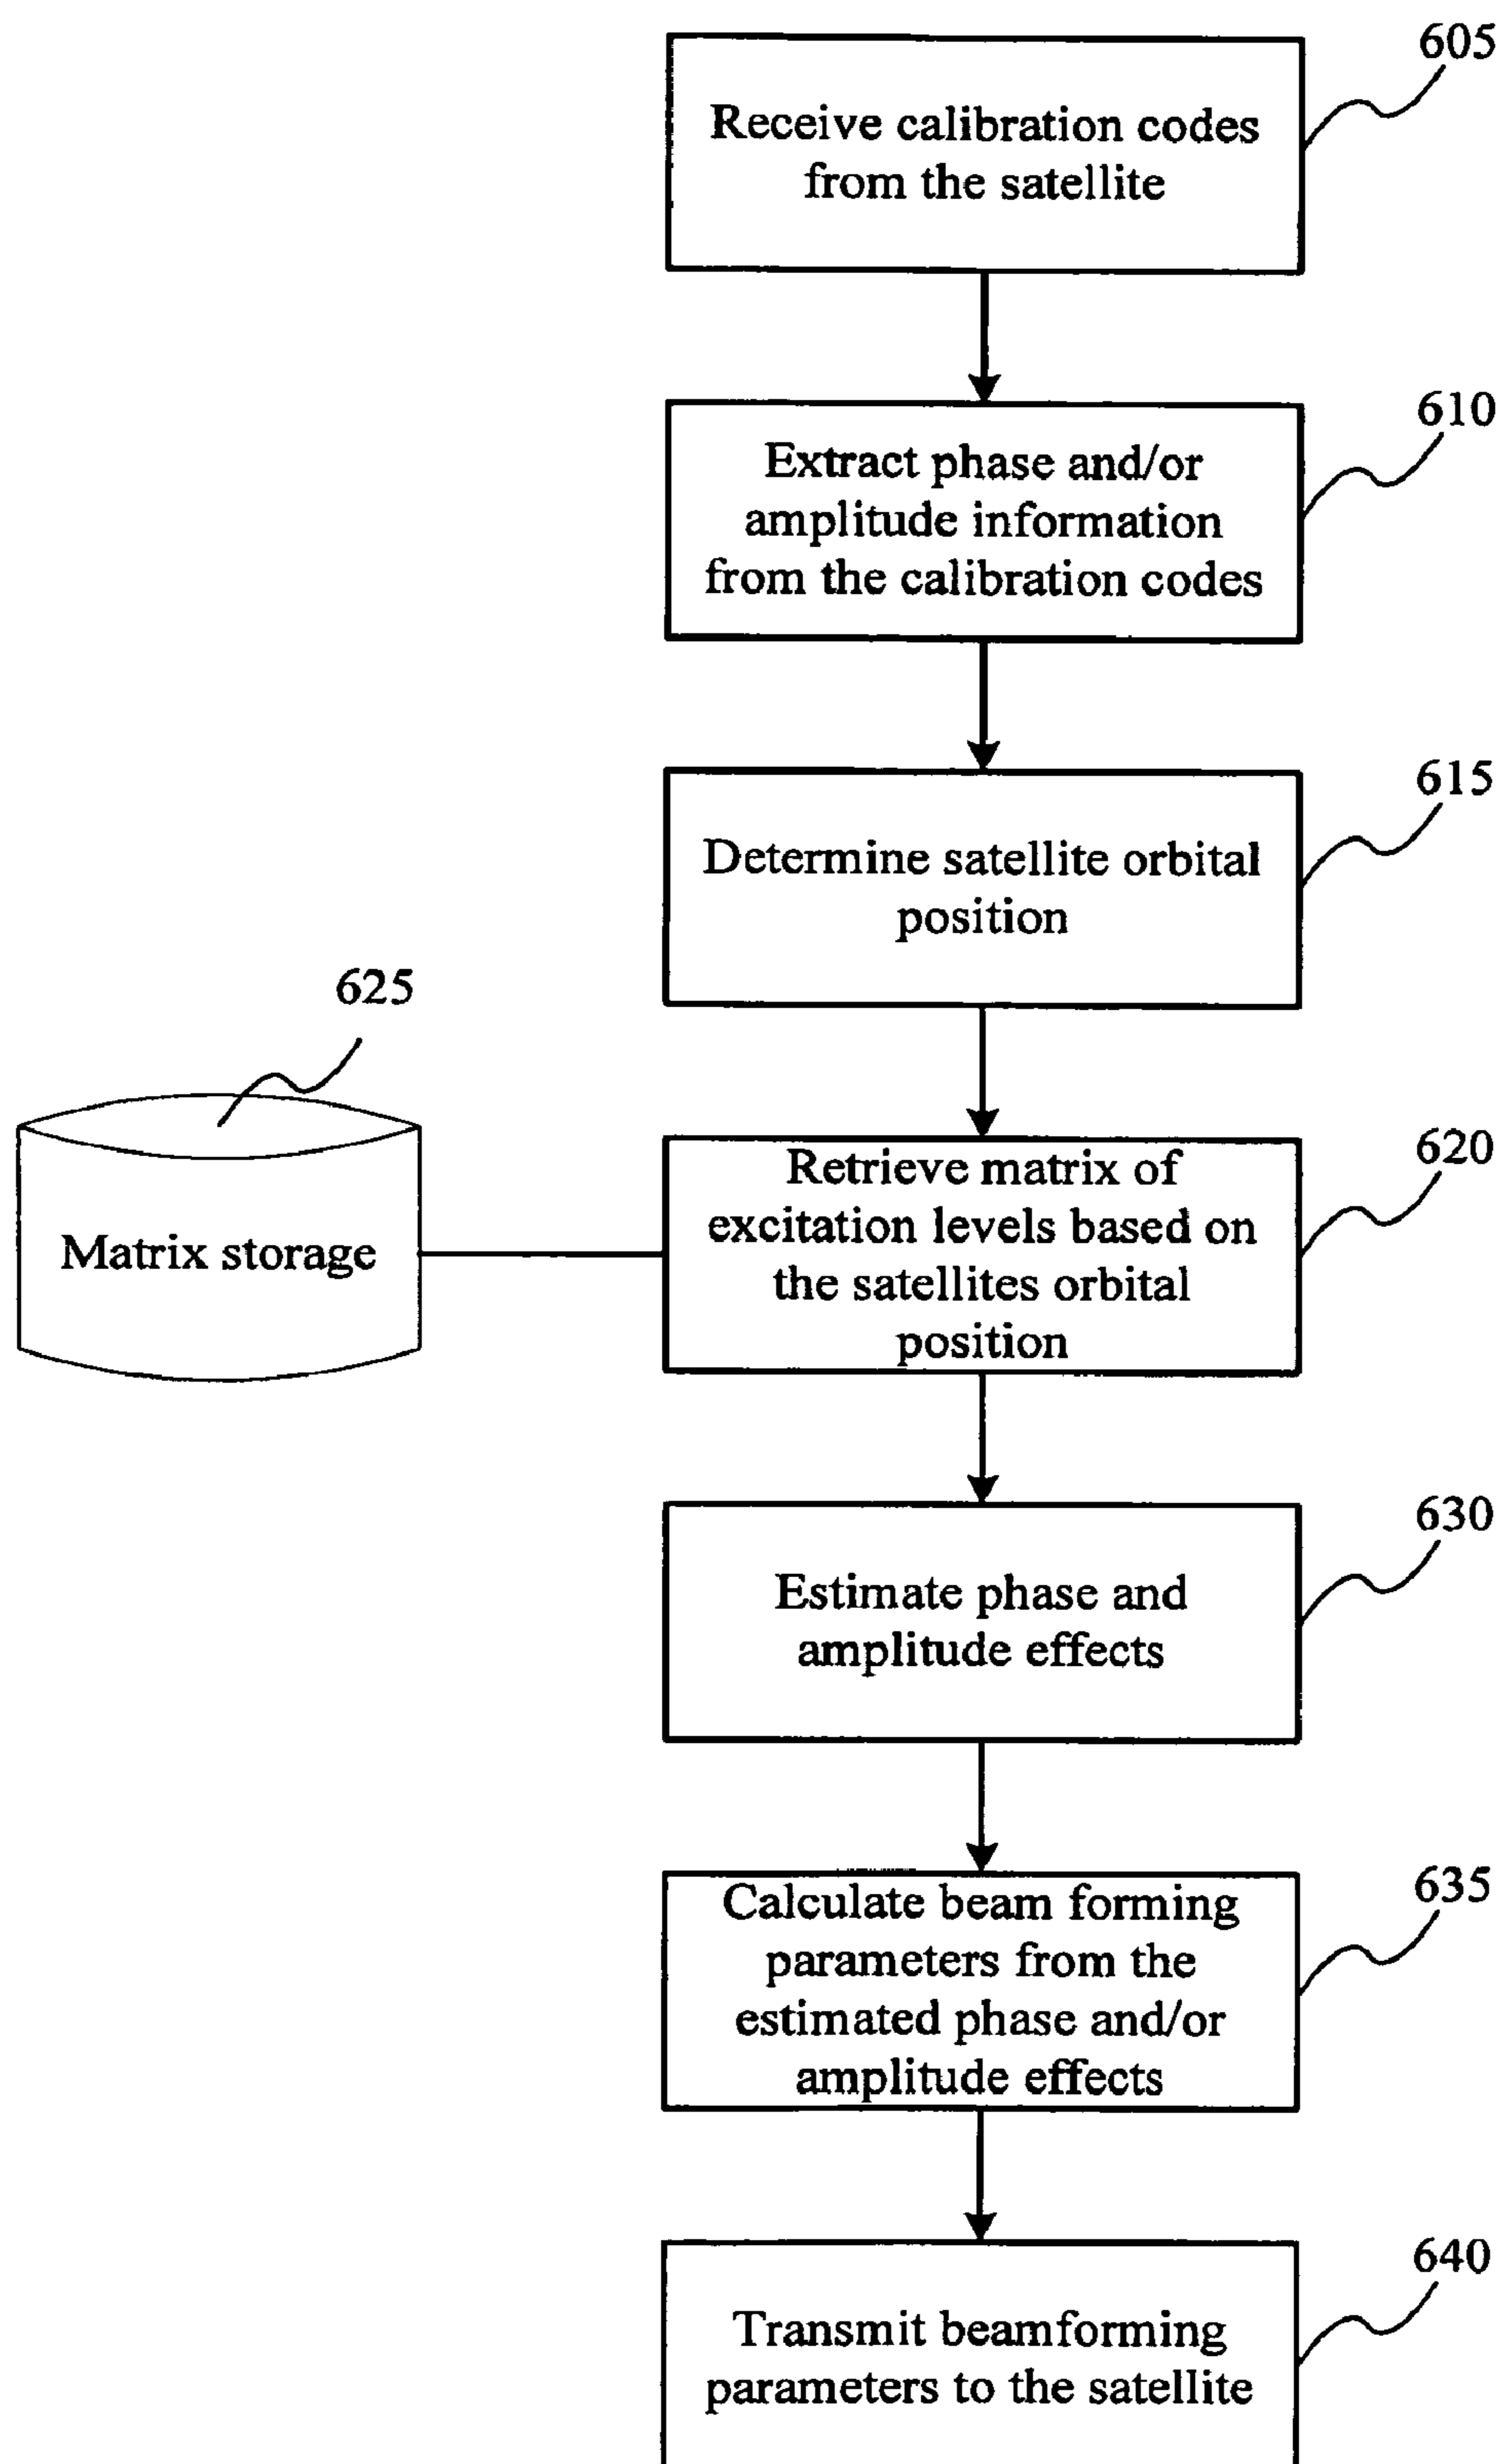 605
Receive calibration codes
from the satellite
610
Extract phase and/or
amplitude information
from the calibration codes
615
Determine satellite orbital
position
625
Matrix storage
620
Retrieve matrix of
excitation levels based on
the satellites orbital
position
630
Estimate phase and
amplitude effects
635
Calculate beam forming
parameters from the
estimated phase and/or
amplitude effects
640
Transmit beamforming
parameters to the satellite